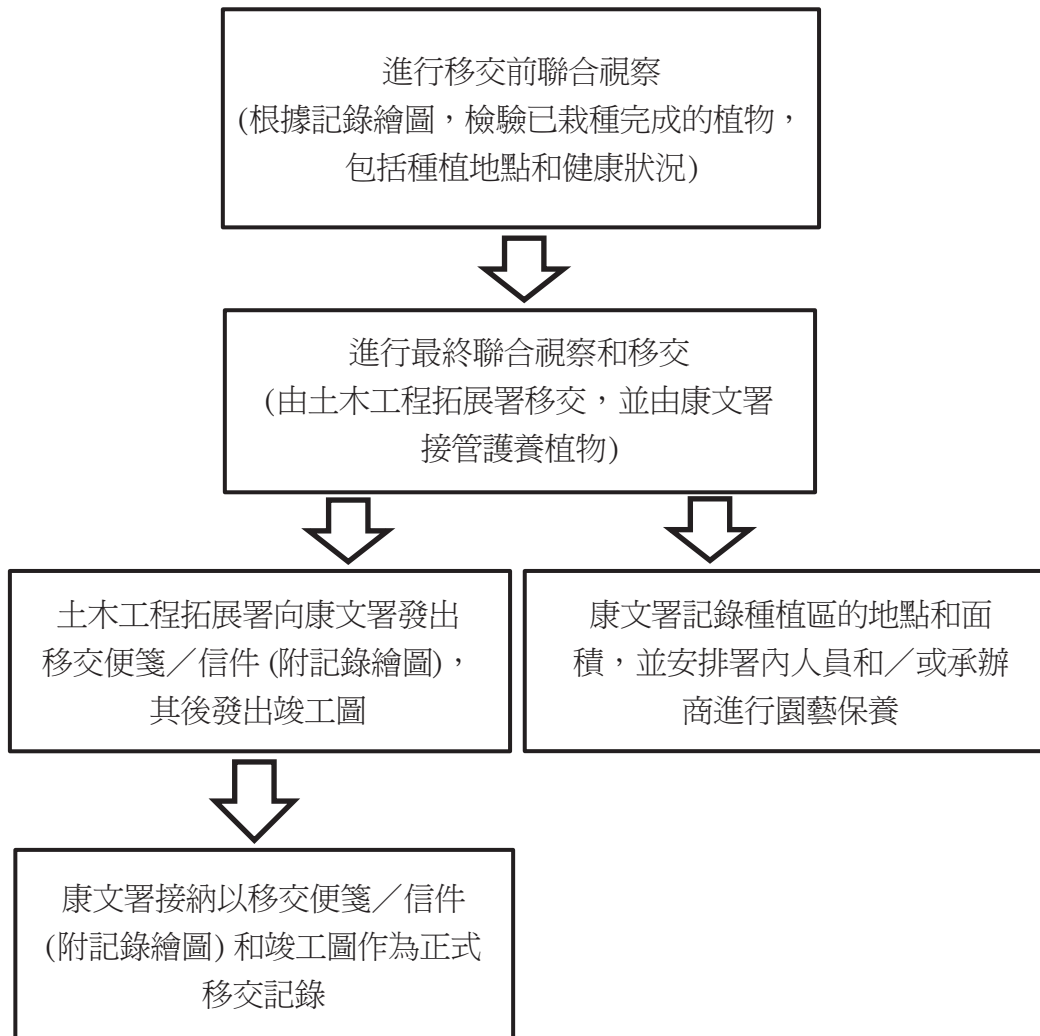 進行移交前聯合視察
(根據記錄繪圖，檢驗已栽種完成的植物，
包括種植地點和健康狀況)
進行最終聯合視察和移交
(由土木工程拓展署移交，並由康文署
接管護養植物)
土木工程拓展署向康文署發出
移交便箋／信件 (附記錄繪圖)，
其後發出竣工圖
康文署記錄種植區的地點和面
積，並安排署內人員和／或承辦
商進行園藝保養
康文署接納以移交便箋／信件
(附記錄繪圖) 和竣工圖作為正式
移交記錄